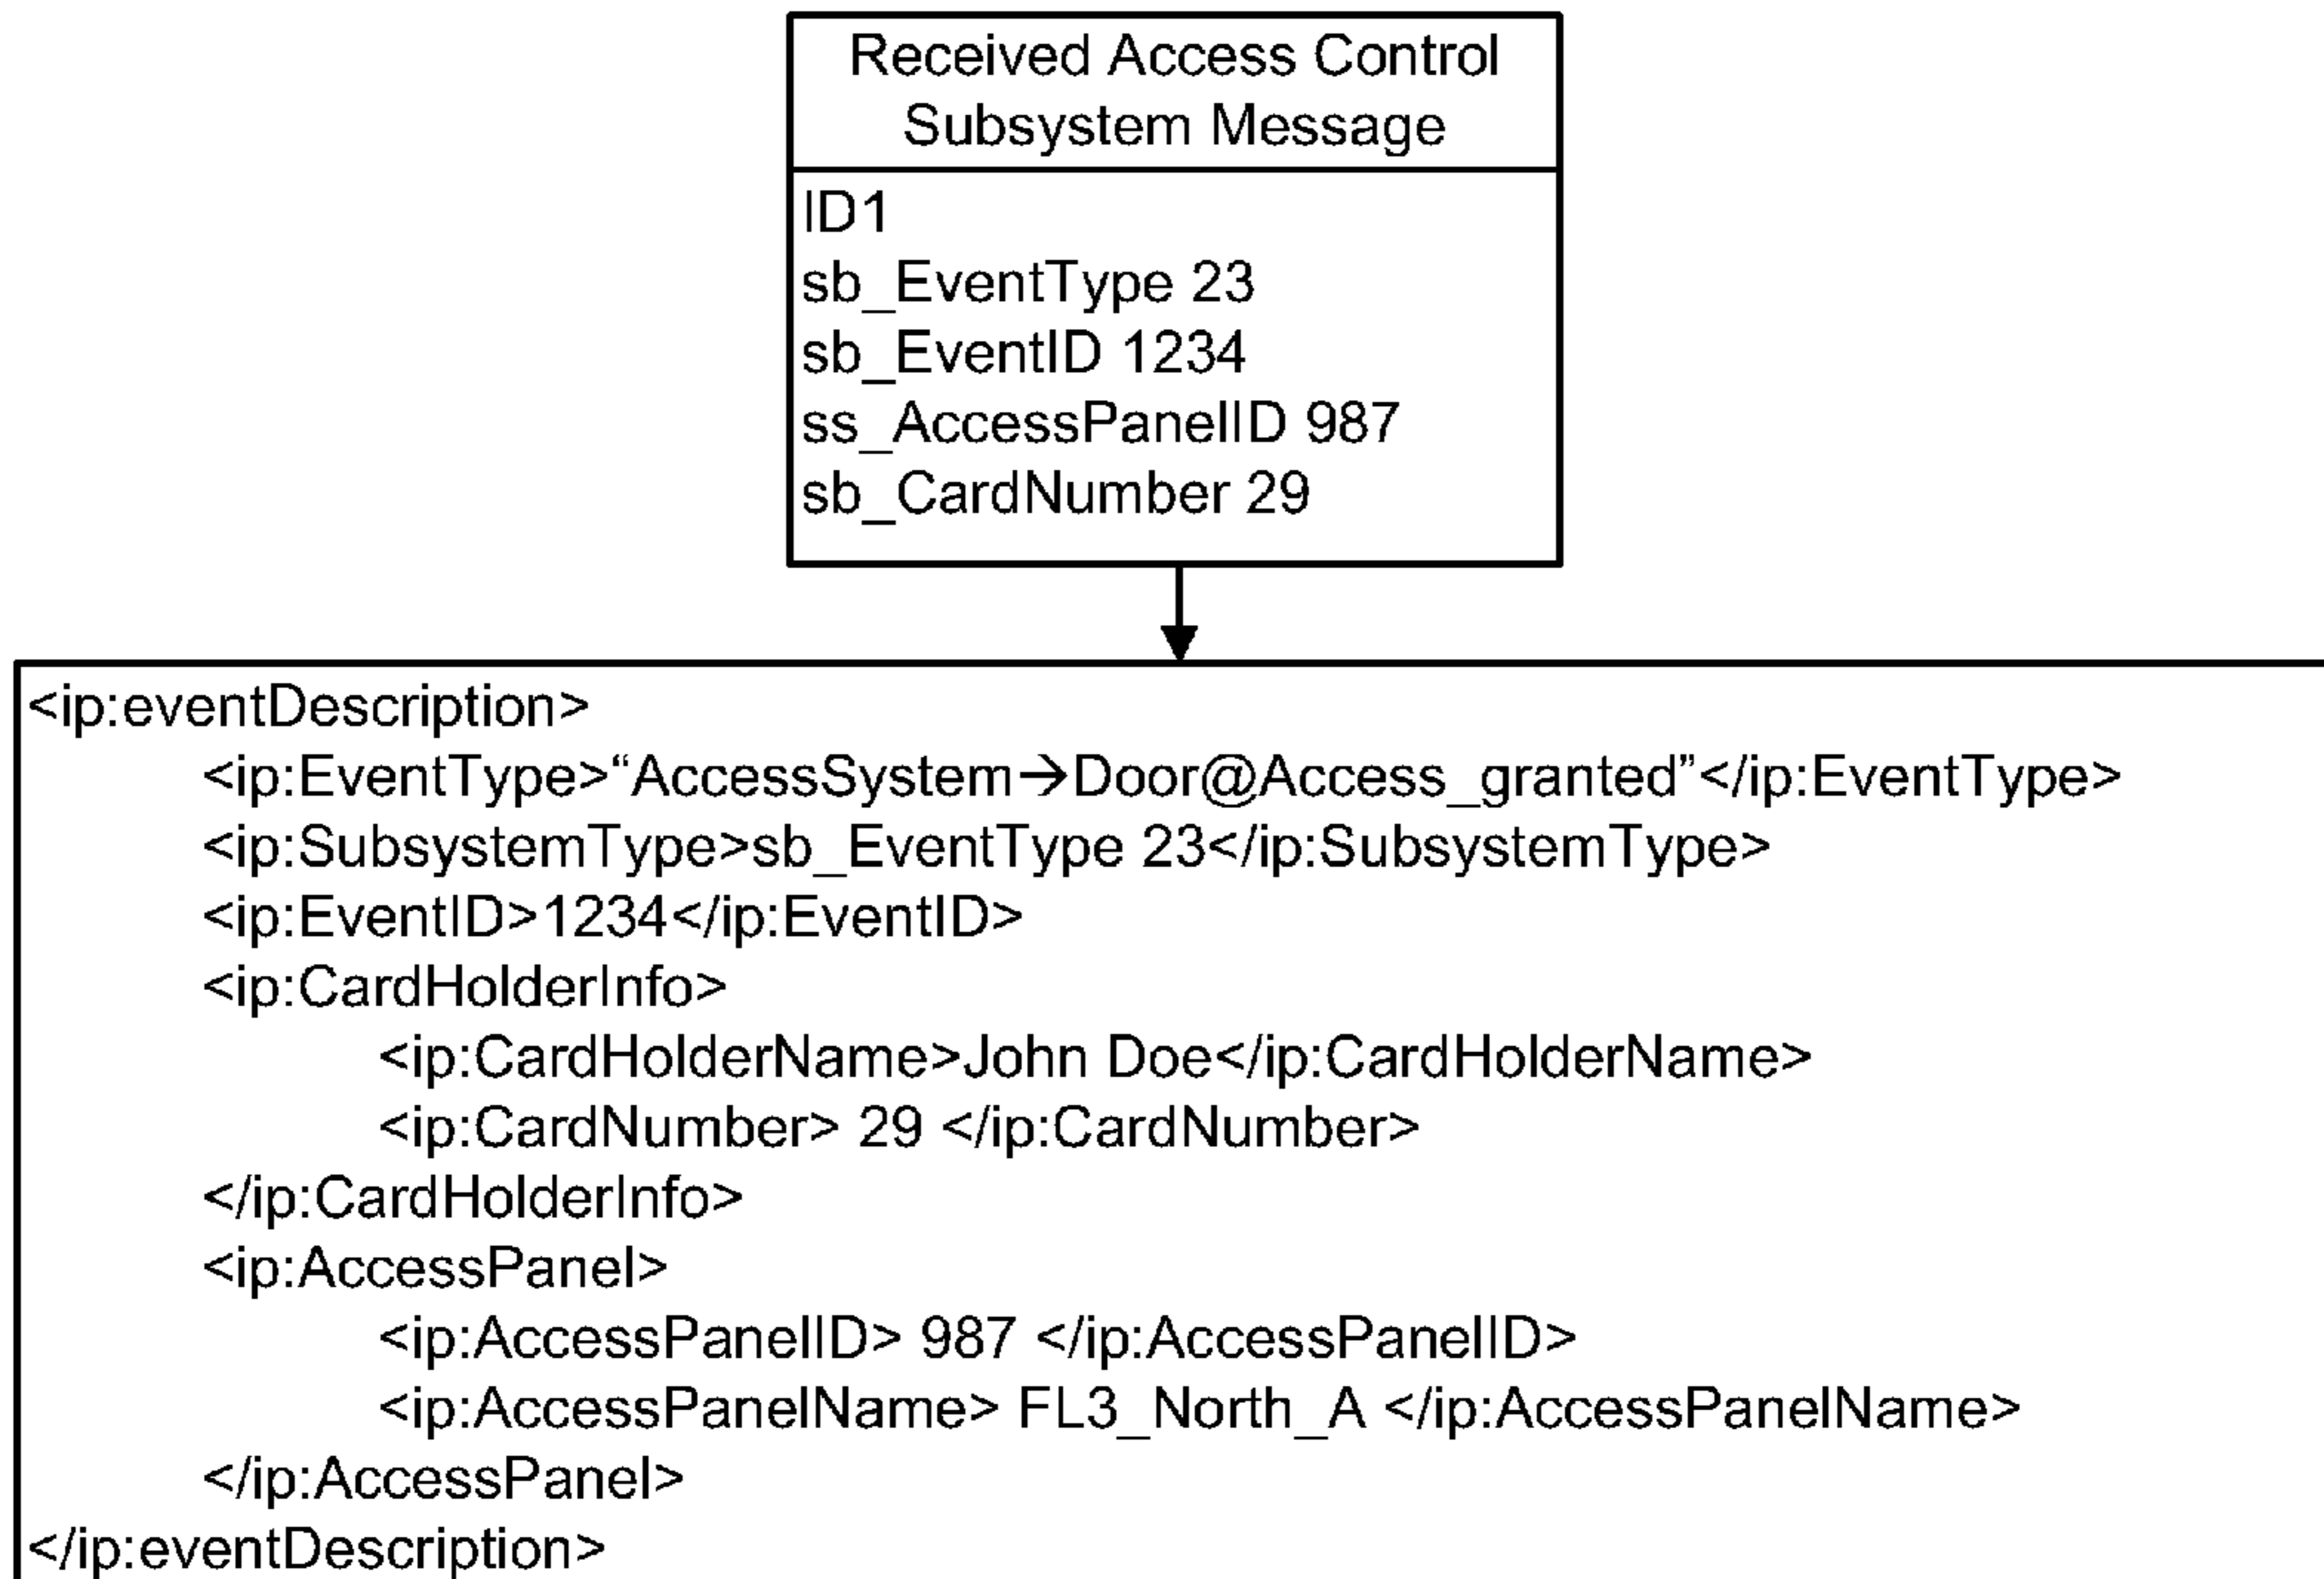 Received Access Control
Subsystem Message
ID1
sb_EventType 23
sb_EventID 1234
ss_AccessPanelID 987
sb_CardNumber 29
<ip:eventDescription>
<ip:EventType>“AccessSystem→Door@Access_granted”</ip:EventType>
<ip:SubsystemType>sb_EventType 23</ip:SubsystemType>
<ip:EventID>1234</ip:EventID>
<ip:CardHolderInfo>
<ip:CardHolderName>John Doe</ip:CardHolderName>
<ip:CardNumber> 29 </ip:CardNumber>
</ip:CardHolderInfo>
<ip:AccessPanel>
<ip:AccessPanelID> 987 </ip:AccessPanelID>
<ip:AccessPanelName> FL3_North_A </ip:AccessPanelName>
</ip:AccessPanel>
</ip:eventDescription>